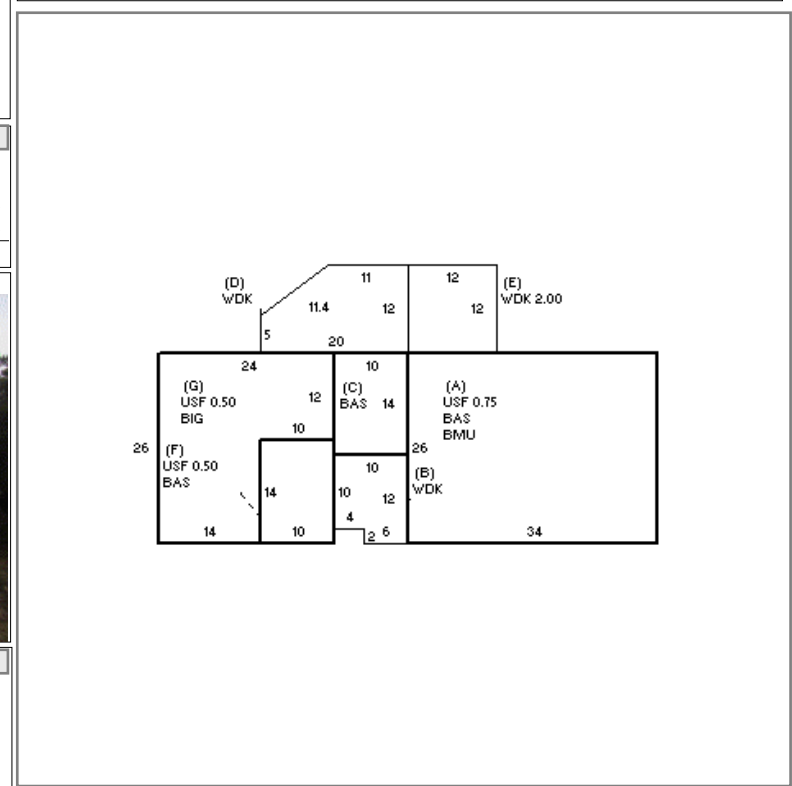 (D)
WDK
11
12
(E)
WDK 2.00
11.4
12
12
5
20
24
10
(G)
USF 0.50
BIG
12
(C)
BAS
14
(A)
USF 0.75
BAS
BMU
10
26
(F)
USF 0.50
BAS
26
10
(B)
WDK
14
10
12
4
14
10
2
6
34